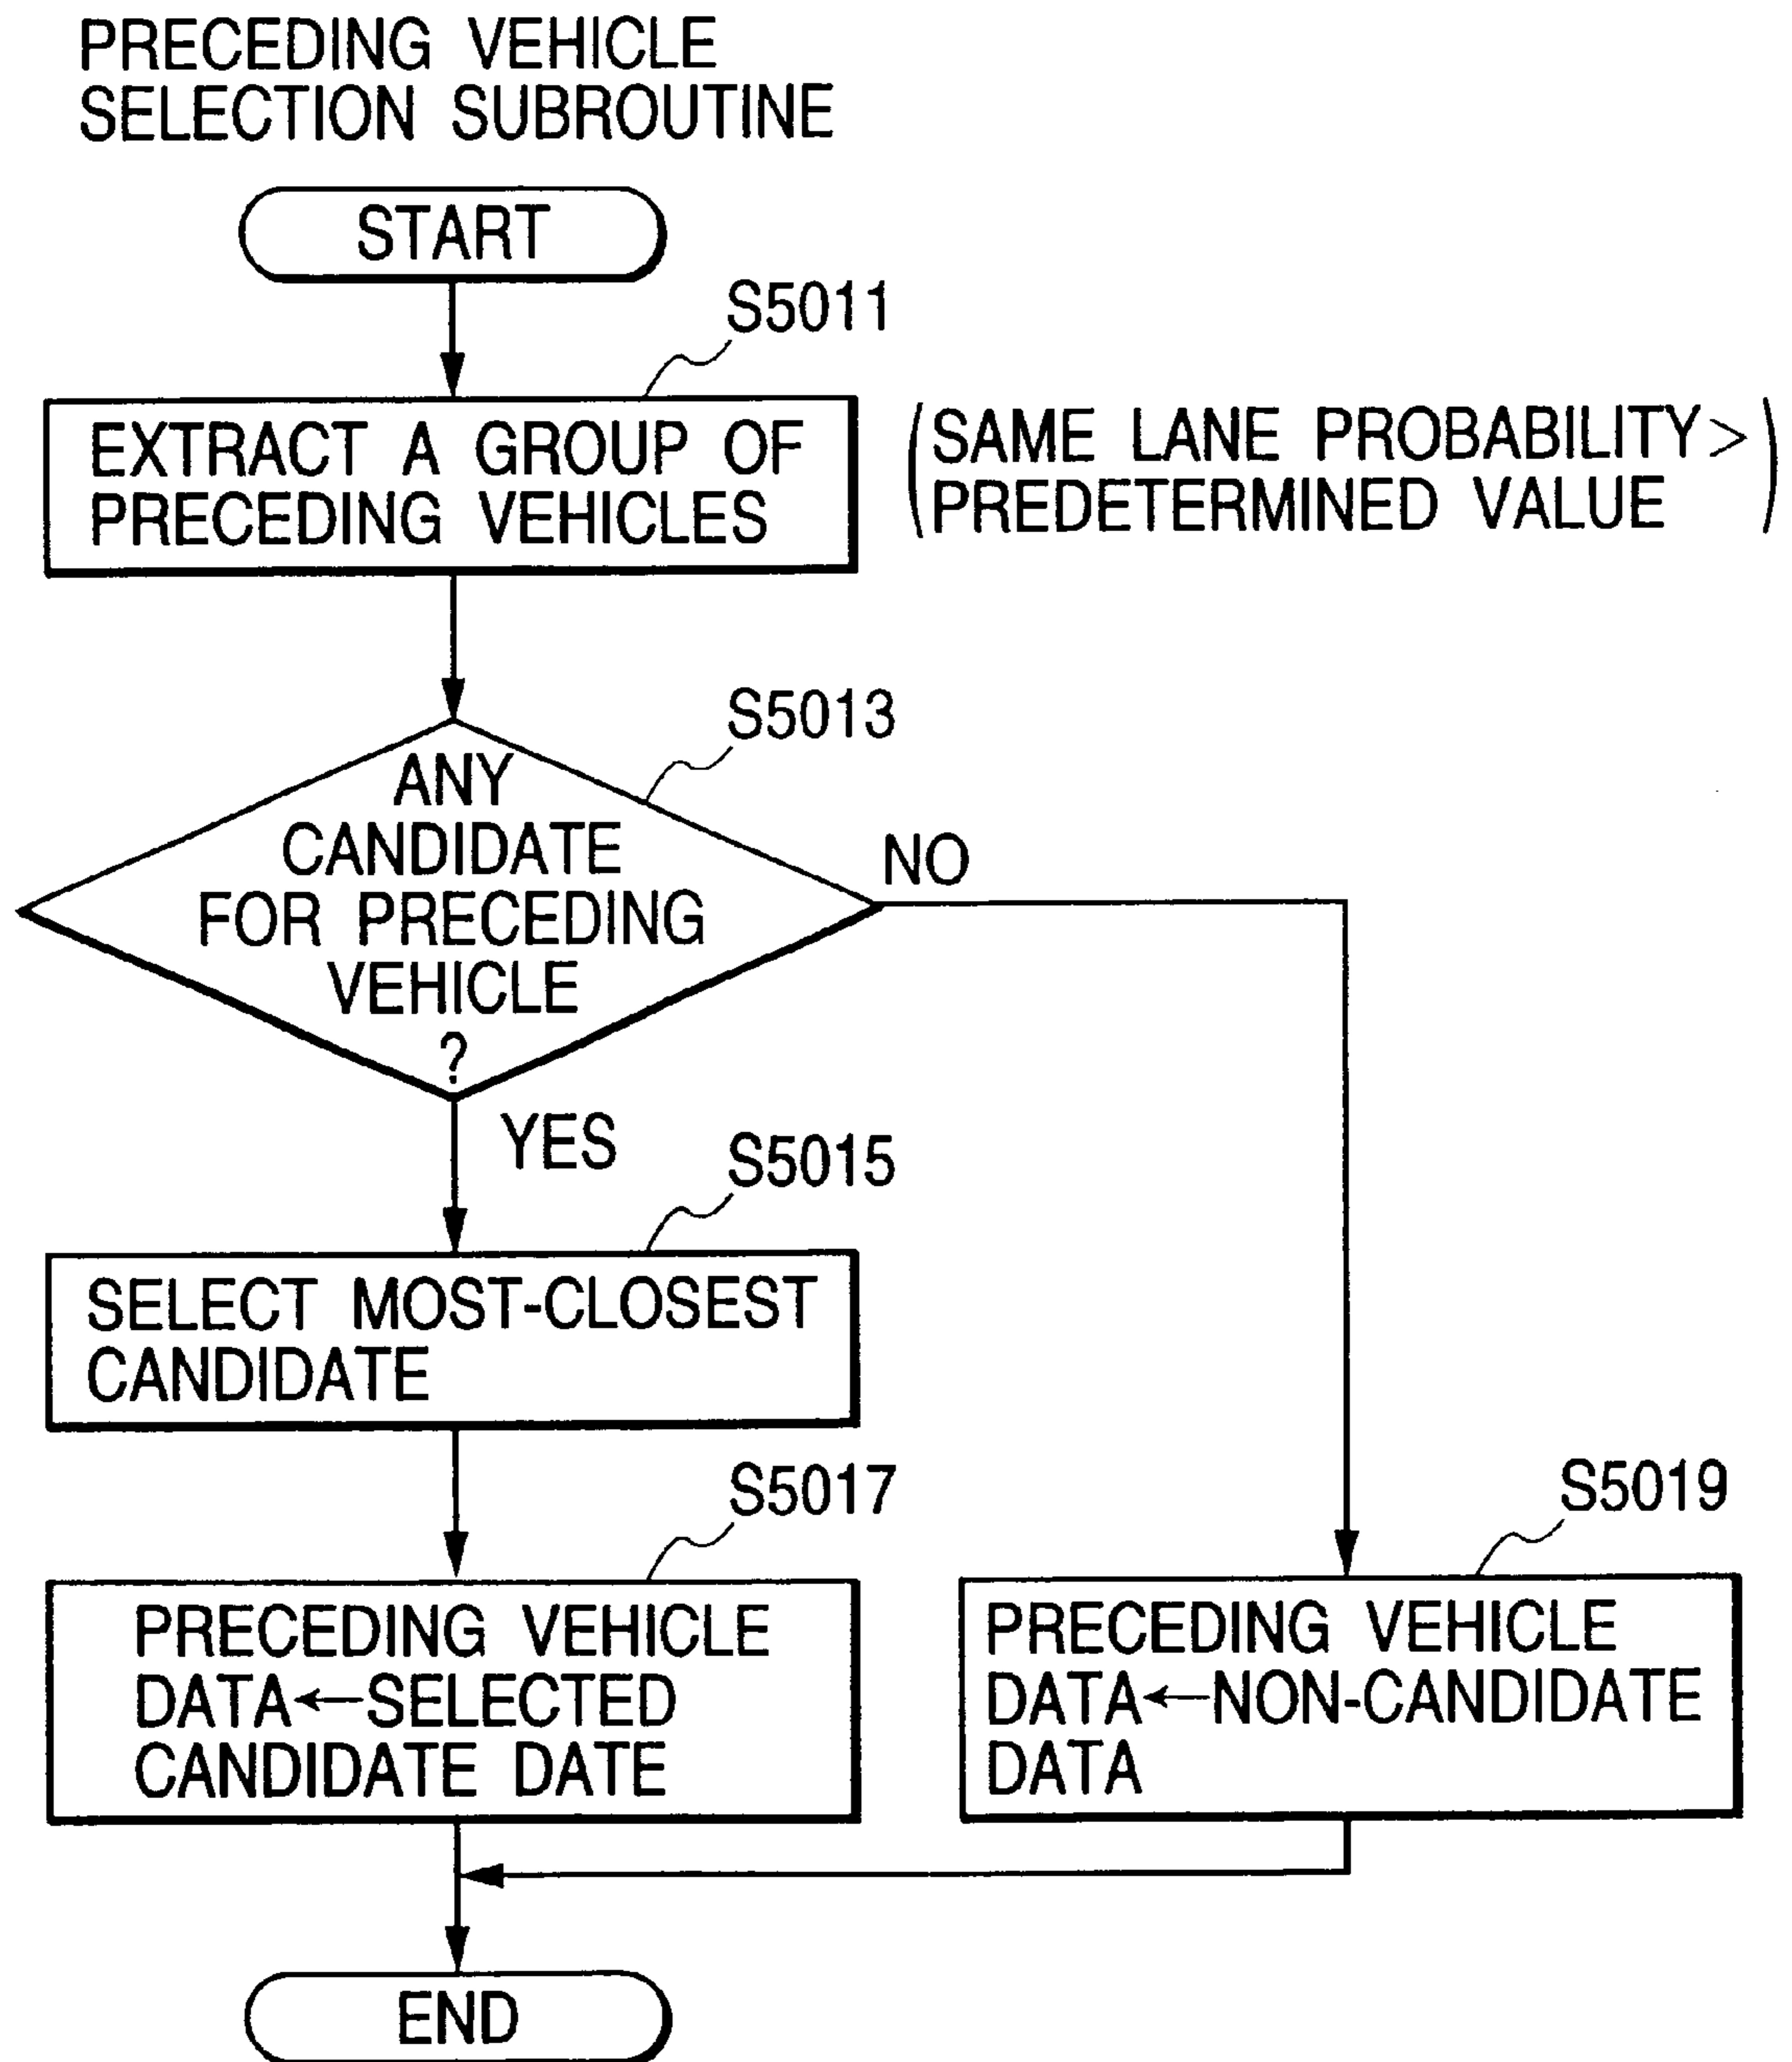 PRECEDING VEHICLE
SELECTION SUBROUTINE
START
S5011
EXTRACT A GROUP OF
PRECEDING VEHICLES
(SAME LANE PROBABILITY>
PREDETERMINED VALUE)
S5013
ANY
CANDIDATE
FOR PRECEDING
VEHICLE
?
NO
YES
S5015
SELECT MOST-CLOSEST
CANDIDATE
S5017
PRECEDING VEHICLE
DATA←SELECTED
CANDIDATE DATE
S5019
PRECEDING VEHICLE
DATA←NON-CANDIDATE
DATA
END